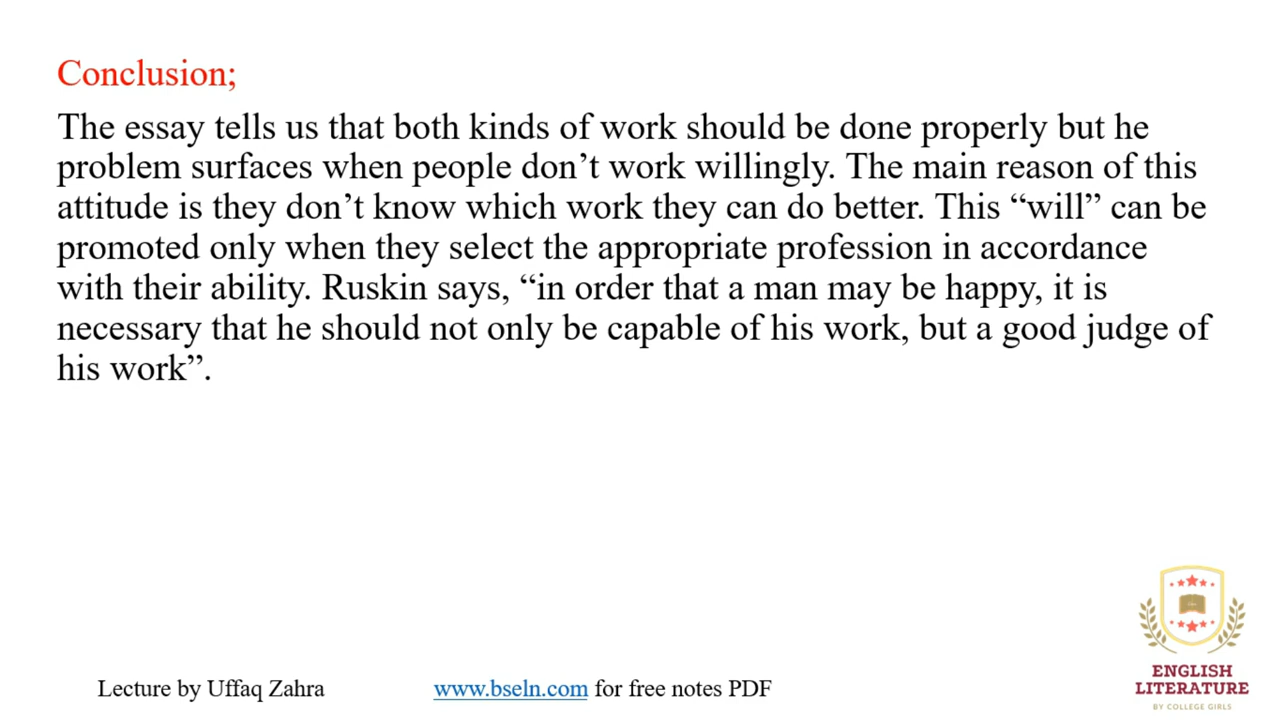 Conclusion;
The essay tells us that both kinds of work should be done properly but he
problem surfaces when people don’t work willingly. The main reason of this
attitude is they don’t know which work they can do better. This “will” can be
promoted only when they select the appropriate profession in accordance
with their ability. Ruskin says, “in order that a man may be happy, it is
necessary that he should not only be capable of his work, but a good judge of
his work”.
Lecture by Uffaq Zahra
www.bseln.com for free notes PDF
ENGLISH
LITERATURE
BY COLLEGE GIRLS